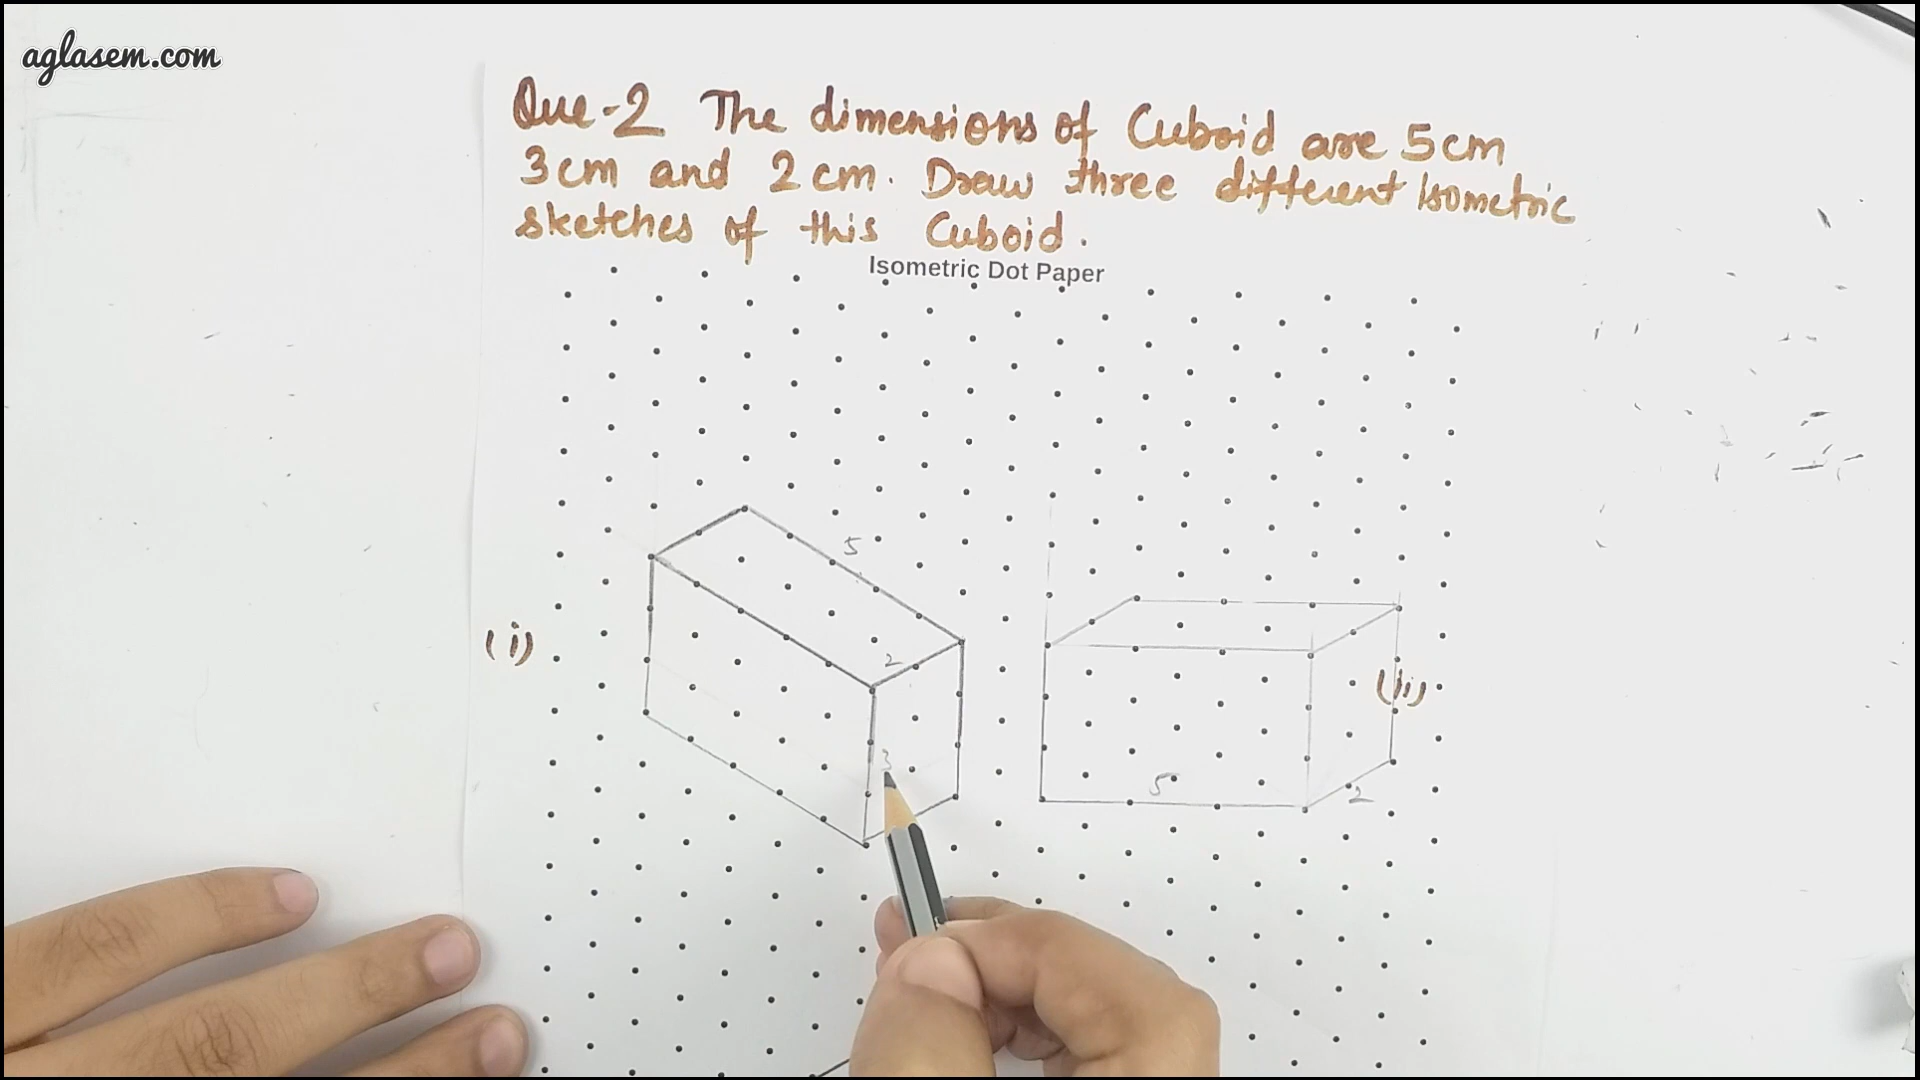 aglasem.com
Que-2 The dimensions of Cuboid are 5cm
3cm and 2cm. Draw three different Isometric
sketches of this Cuboid.
Isometric Dot Paper
5
(i)
2
(ii)
3
5
2